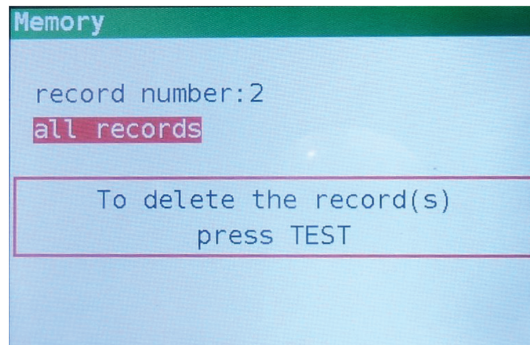 Memory
record number:2
all records
To delete the record(s)
press TEST